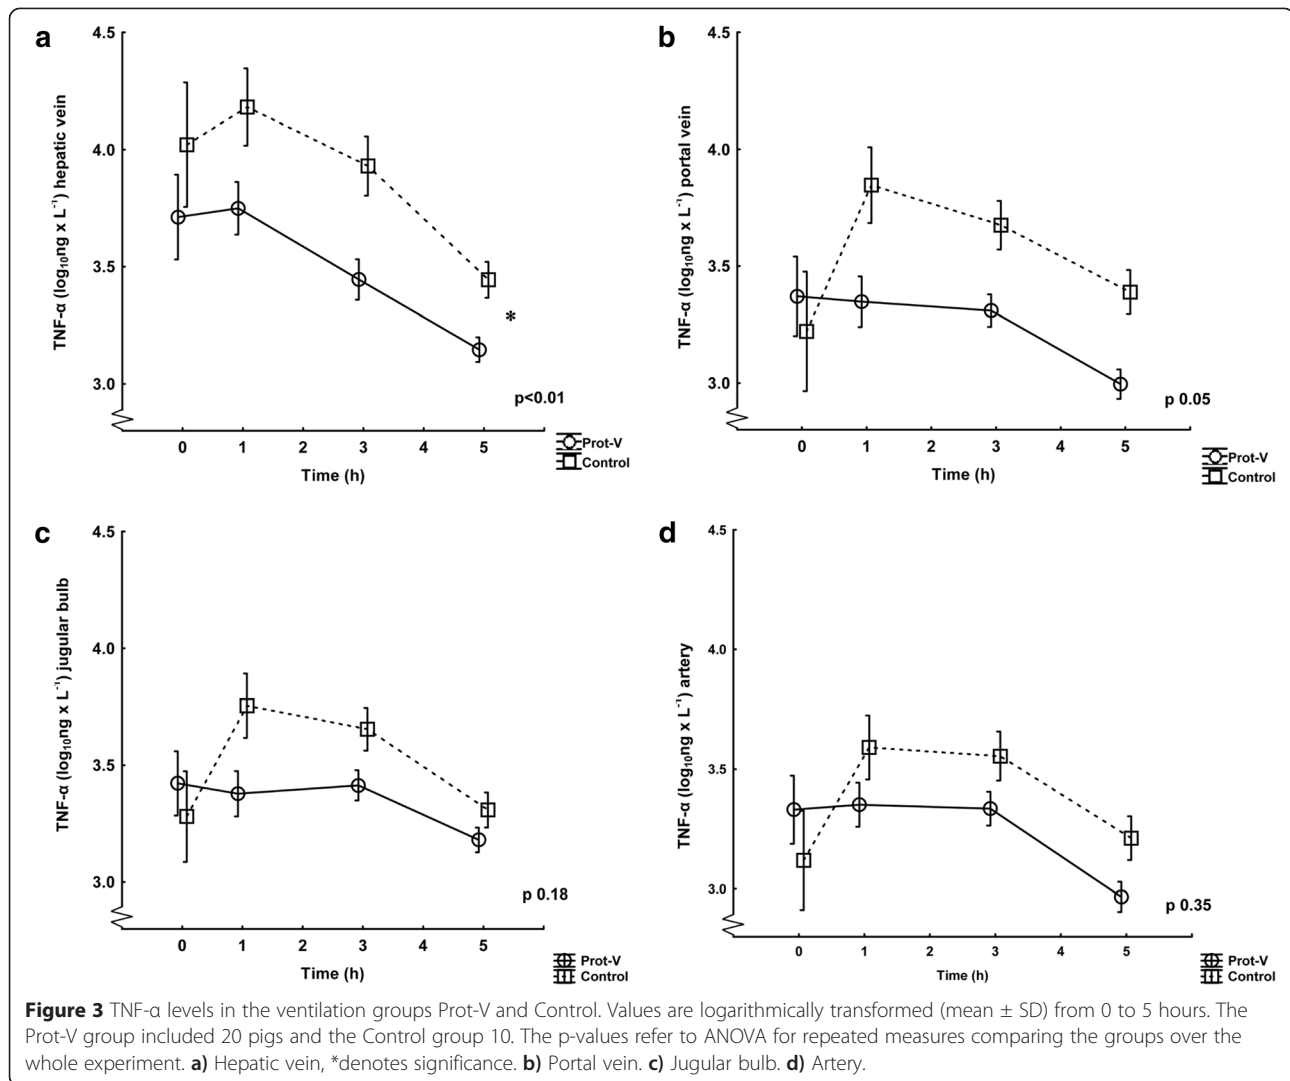 a
4.5
4.0
3.5
3.0
TNF-α (log₁₀ng x L⁻¹) hepatic vein
*
p<0.01
0 1 2 3 4 5
Time (h)
Prot-V
Control
b
4.5
4.0
3.5
3.0
TNF-α (log₁₀ng x L⁻¹) portal vein
p 0.05
0 1 2 3 4 5
Time (h)
Prot-V
Control
c
4.5
4.0
3.5
3.0
TNF-α (log₁₀ng x L⁻¹) jugular bulb
p 0.18
0 1 2 3 4 5
Time (h)
Prot-V
Control
d
4.5
4.0
3.5
3.0
TNF-α (log₁₀ng x L⁻¹) artery
p 0.35
0 1 2 3 4 5
Time (h)
Prot-V
Control
Figure 3 TNF-α levels in the ventilation groups Prot-V and Control. Values are logarithmically transformed (mean ± SD) from 0 to 5 hours. The
Prot-V group included 20 pigs and the Control group 10. The p-values refer to ANOVA for repeated measures comparing the groups over the
whole experiment. a) Hepatic vein, *denotes significance. b) Portal vein. c) Jugular bulb. d) Artery.